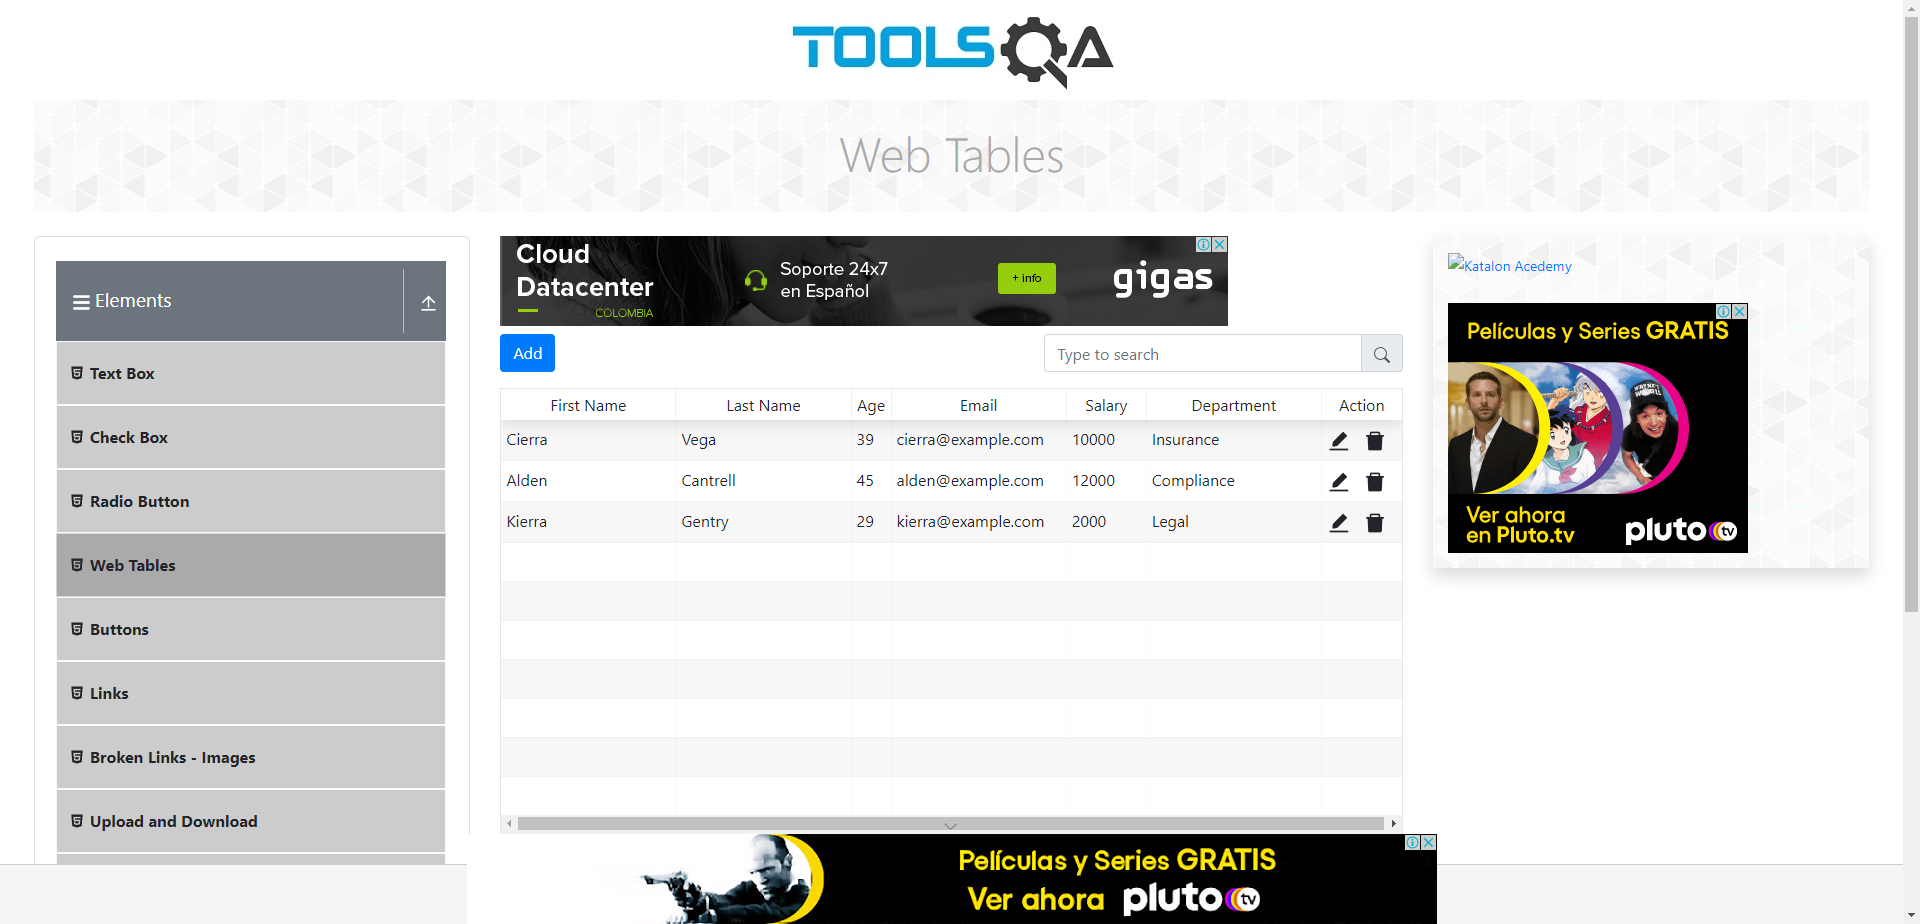 TOOLSQA
Web Tables
Elements
Text Box
Check Box
Radio Button
Web Tables
Buttons
Links
Broken Links - Images
Upload and Download
Cloud
Datacenter
COLOMBIA
Soporte 24x7
en Español
+ info
gigas
Add
Type to search
First Name Last Name Age Email Salary Department Action
Cierra Vega 39 cierra@example.com 10000 Insurance
Alden Cantrell 45 alden@example.com 12000 Compliance
Kierra Gentry 29 kierra@example.com 2000 Legal
Katalon Acedemy
Películas y Series GRATIS
Ver ahora
en Pluto.tv
pluto tv
Películas y Series GRATIS
Ver ahora pluto tv